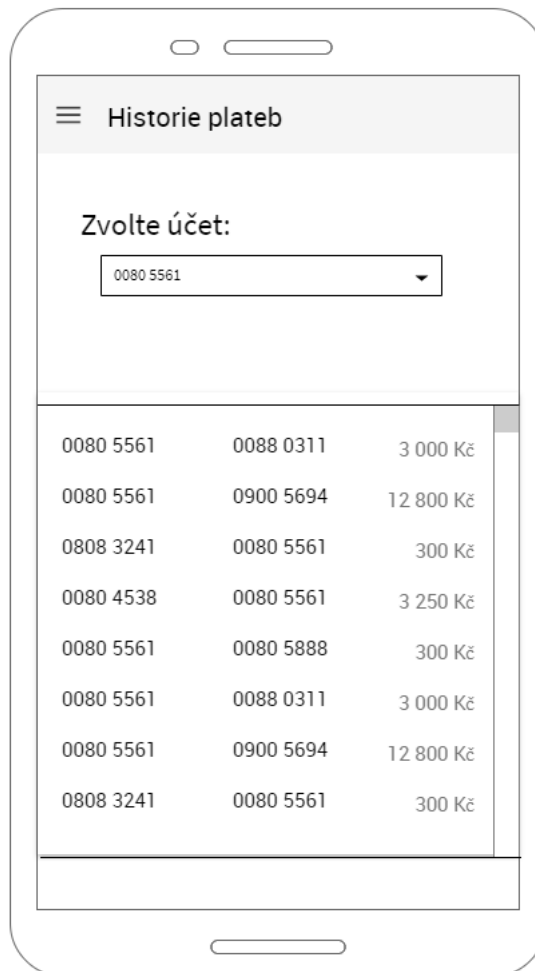 Historie plateb
Zvolte účet:
0080 5561
0080 5561 0088 0311 3 000 Kč
0080 5561 0900 5694 12 800 Kč
0808 3241 0080 5561 300 Kč
0080 4538 0080 5561 3 250 Kč
0080 5561 0080 5888 300 Kč
0080 5561 0088 0311 3 000 Kč
0080 5561 0900 5694 12 800 Kč
0808 3241 0080 5561 300 Kč